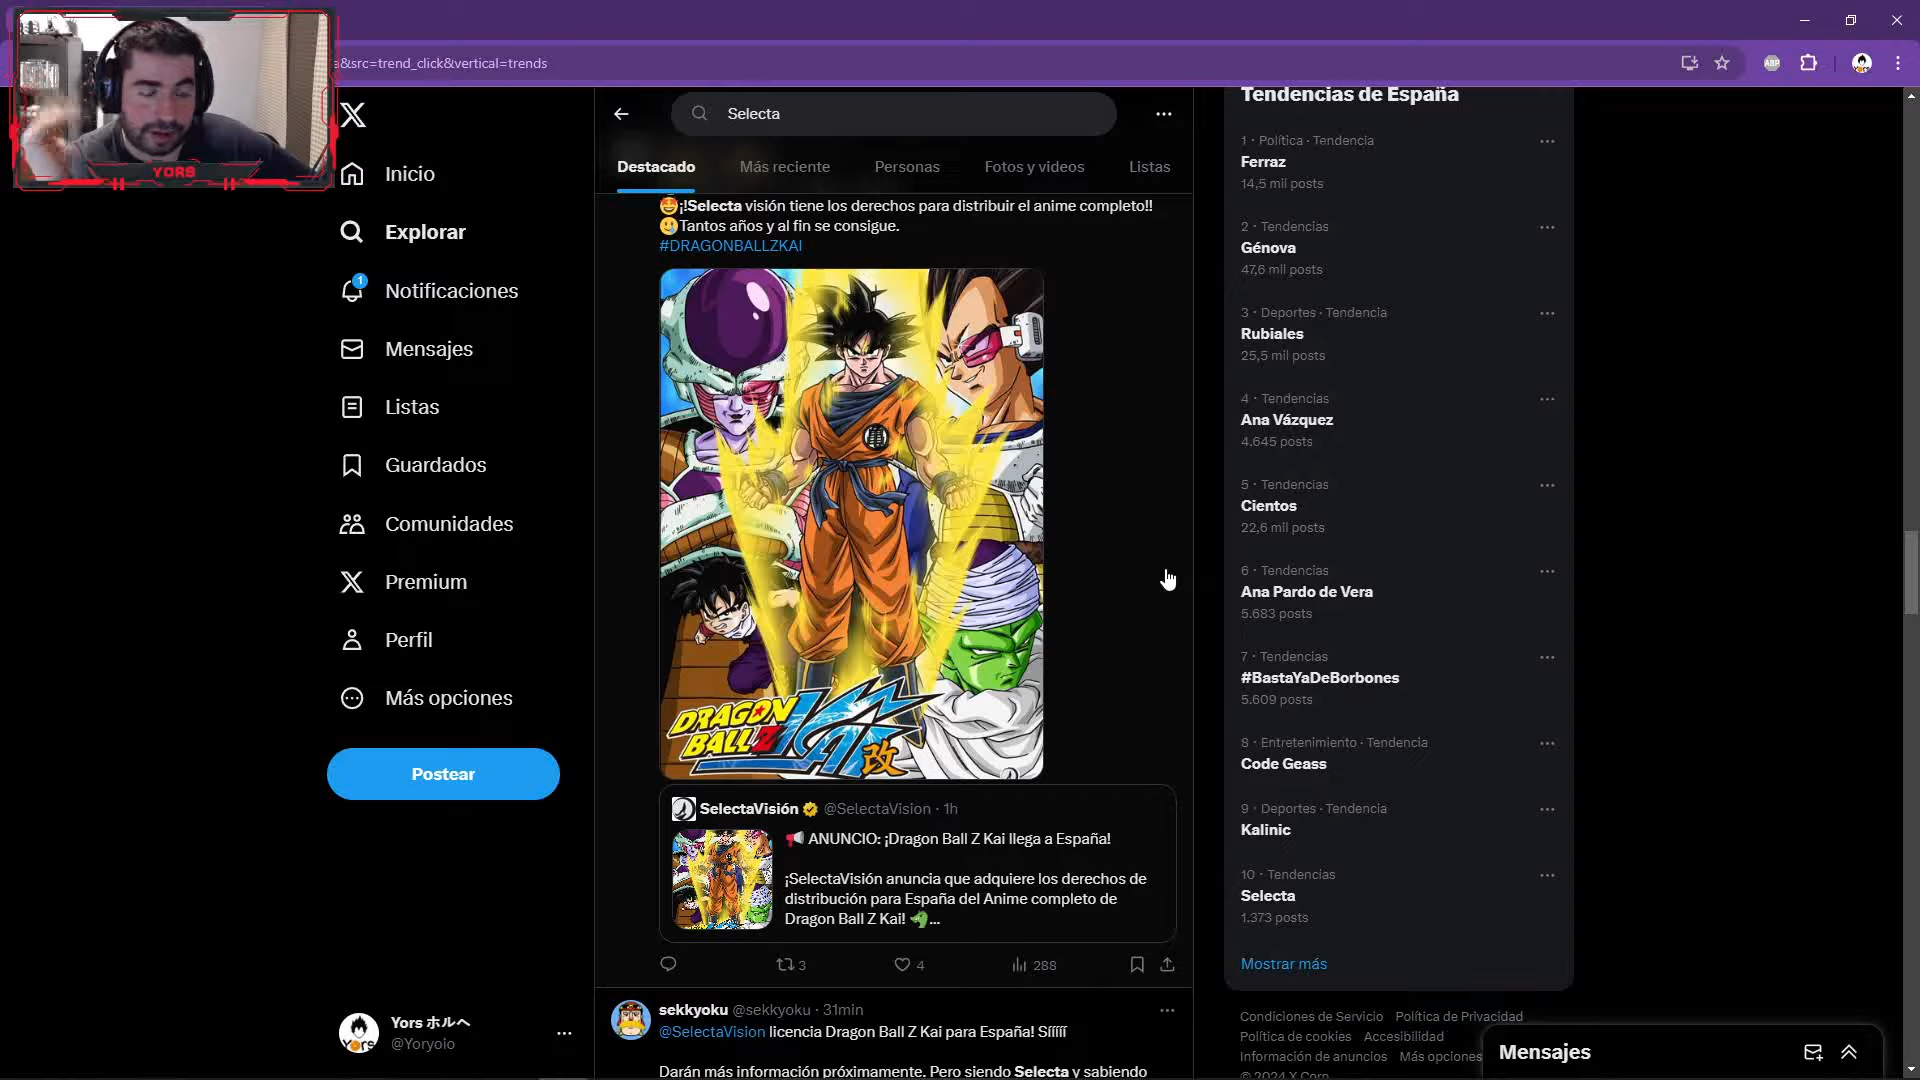 YORS
&src=trend_click&vertical=trends
ABP
Inicio
Explorar
1
Notificaciones
Mensajes
Listas
Guardados
Comunidades
Premium
Perfil
Más opciones
Postear
Yors ホルヘ
@Yoryoio
Selecta
Destacado
Más reciente
Personas
Fotos y videos
Listas
🤩¡!Selecta visión tiene los derechos para distribuir el anime completo!!
🥲Tantos años y al fin se consigue.
#DRAGONBALLZKAI
DRAGON
BALL Z KAI 改
SelectaVisión @SelectaVision · 1h
📢 ANUNCIO: ¡Dragon Ball Z Kai llega a España!
¡SelectaVisión anuncia que adquiere los derechos de
distribución para España del Anime completo de
Dragon Ball Z Kai! 🐉...
3
4
288
sekkyoku @sekkyoku · 31min
@SelectaVision licencia Dragon Ball Z Kai para España! Sííííí
Darán más información próximamente. Pero siendo Selecta y sabiendo
Tendencias de España
1 · Política · Tendencia
Ferraz
14,5 mil posts
2 · Tendencias
Génova
47,6 mil posts
3 · Deportes · Tendencia
Rubiales
25,5 mil posts
4 · Tendencias
Ana Vázquez
4.645 posts
5 · Tendencias
Cientos
22,6 mil posts
6 · Tendencias
Ana Pardo de Vera
5.683 posts
7 · Tendencias
#BastaYaDeBorbones
5.609 posts
8 · Entretenimiento · Tendencia
Code Geass
9 · Deportes · Tendencia
Kalinic
10 · Tendencias
Selecta
1.373 posts
Mostrar más
Condiciones de Servicio Política de Privacidad
Política de cookies Accesibilidad
Información de anuncios Más opciones
© 2024 X Corp.
Mensajes